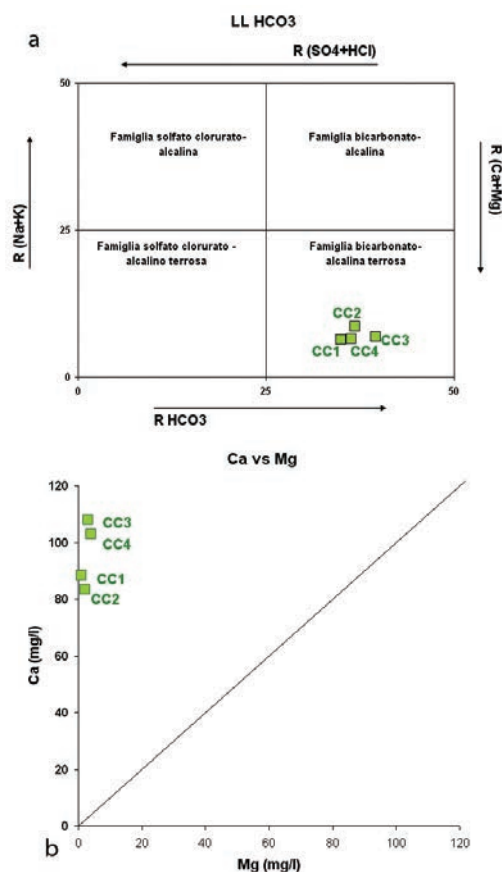 a
LL HCO3
R (SO4+HCl)
50
Famiglia solfato clorurato-
alcalina
Famiglia bicarbonato-
alcalina
R (Na+K)
R (Ca+Mg)
25
Famiglia solfato clorurato -
alcalino terrosa
Famiglia bicarbonato-
alcalina terrosa
CC2
CC3
CC1
CC4
0
0
25
50
R HCO3
Ca vs Mg
120
CC3
100
CC4
CC1
80
CC2
Ca (mg/l)
60
40
20
0
0
20
40
60
80
100
120
b
Mg (mg/l)